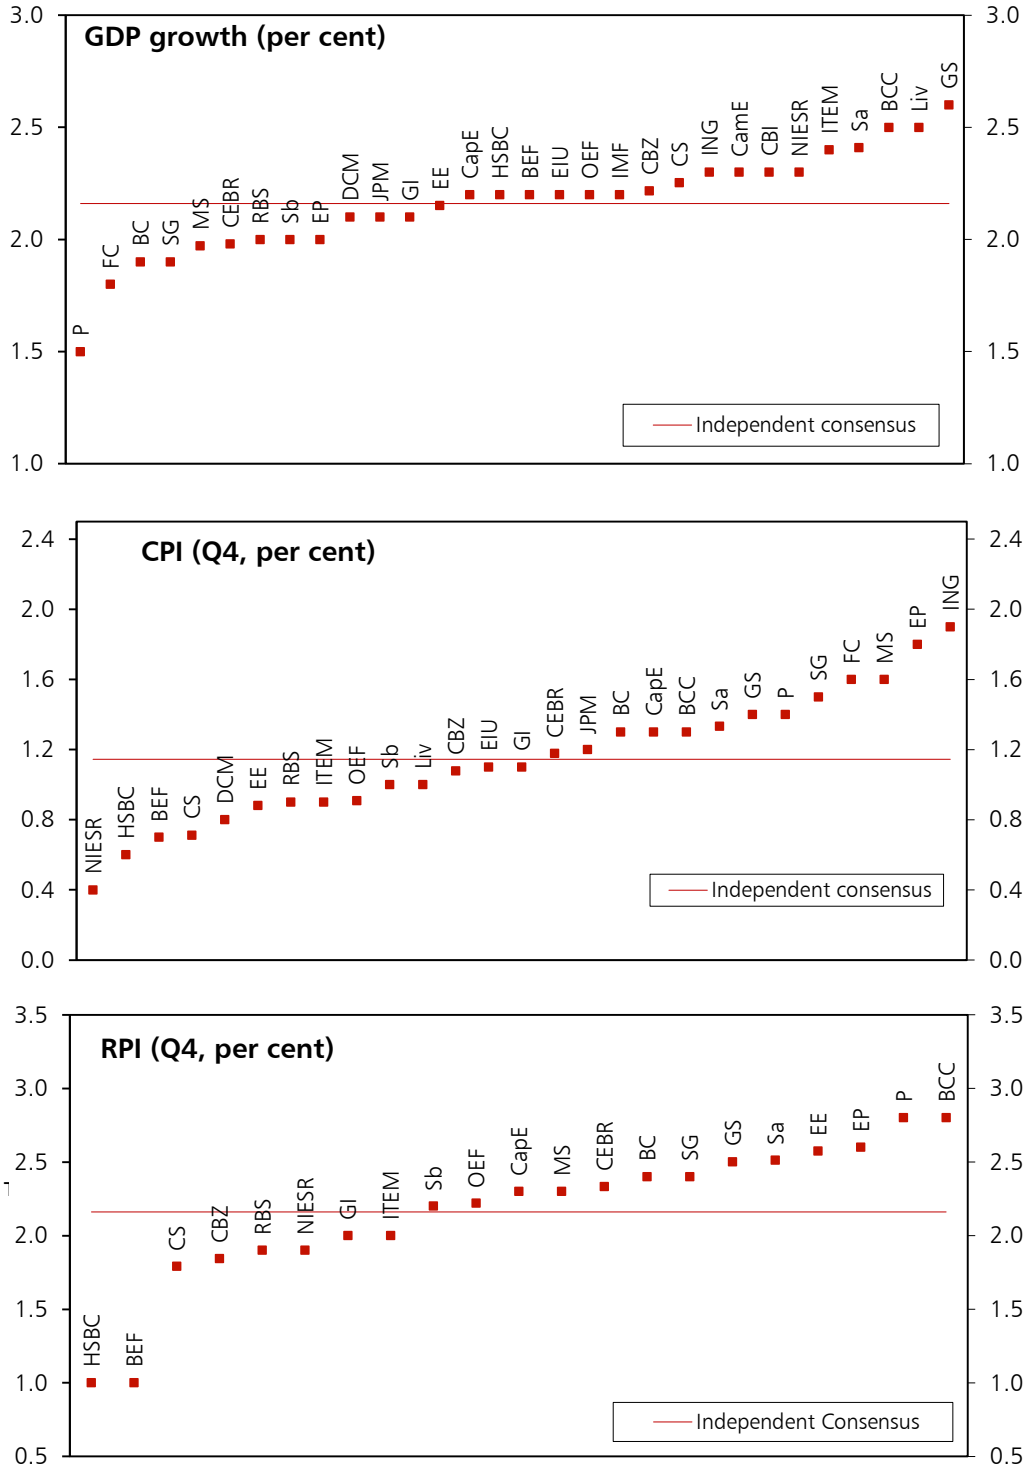 GDP growth (per cent)
3.0 3.0
2.5 2.5
2.0 2.0
1.5 1.5
1.0 1.0
P FC BC SG MS CEBR RBS Sb EP DCM JPM GI EE CapE HSBC BEF EIU OEF IMF CBZ CS ING CamE CBI NIESR ITEM Sa BCC Liv GS
Independent consensus
CPI (Q4, per cent)
2.4 2.4
2.0 2.0
1.6 1.6
1.2 1.2
0.8 0.8
0.4 0.4
0.0 0.0
NIESR HSBC BEF CS DCM EE RBS ITEM OEF Sb Liv CBZ EIU GI CEBR JPM BC CapE BCC Sa GS P SG FC MS EP ING
Independent consensus
RPI (Q4, per cent)
3.5 3.5
3.0 3.0
2.5 2.5
2.0 2.0
1.5 1.5
1.0 1.0
0.5 0.5
HSBC BEF CS CBZ RBS NIESR GI ITEM Sb OEF CapE MS CEBR BC SG GS Sa EE EP P BCC
Independent Consensus